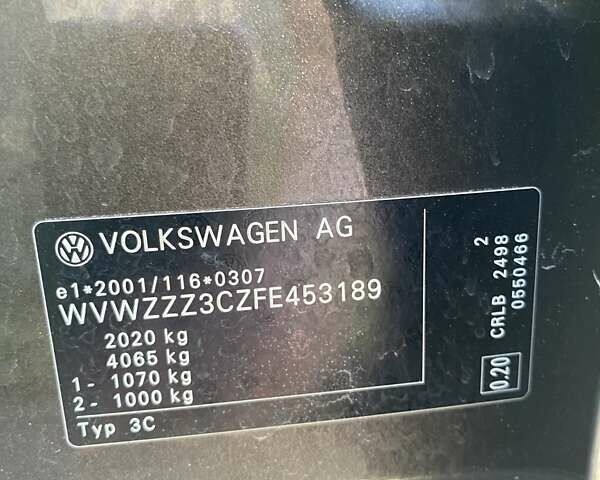 VOLKSWAGEN AG
e1*2001/116*0307
WVWZZZ3CZFE453189
2020 kg
4065 kg
1- 1070 kg
2- 1000 kg
Typ 3C
2
CRLB 2498
0550466
0.20